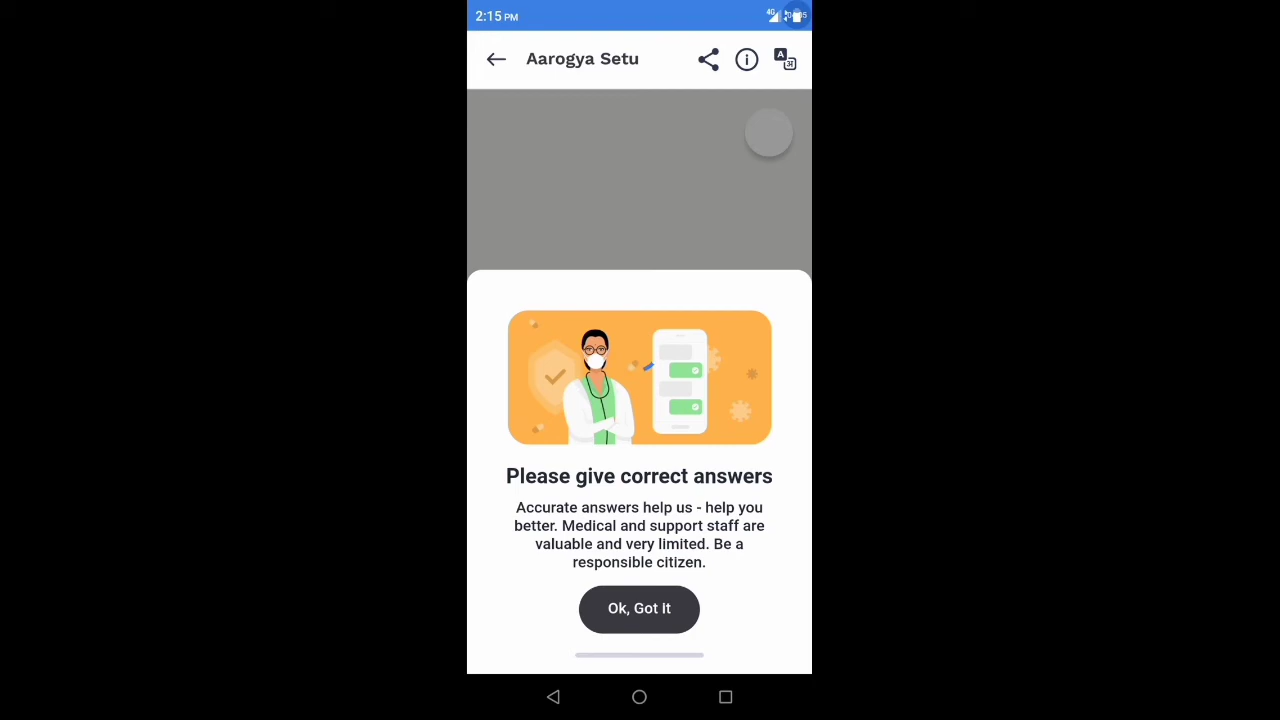 2:15 PM
4G
Aarogya Setu
A
अ
Please give correct answers
Accurate answers help us - help you
better. Medical and support staff are
valuable and very limited. Be a
responsible citizen.
Ok, Got It